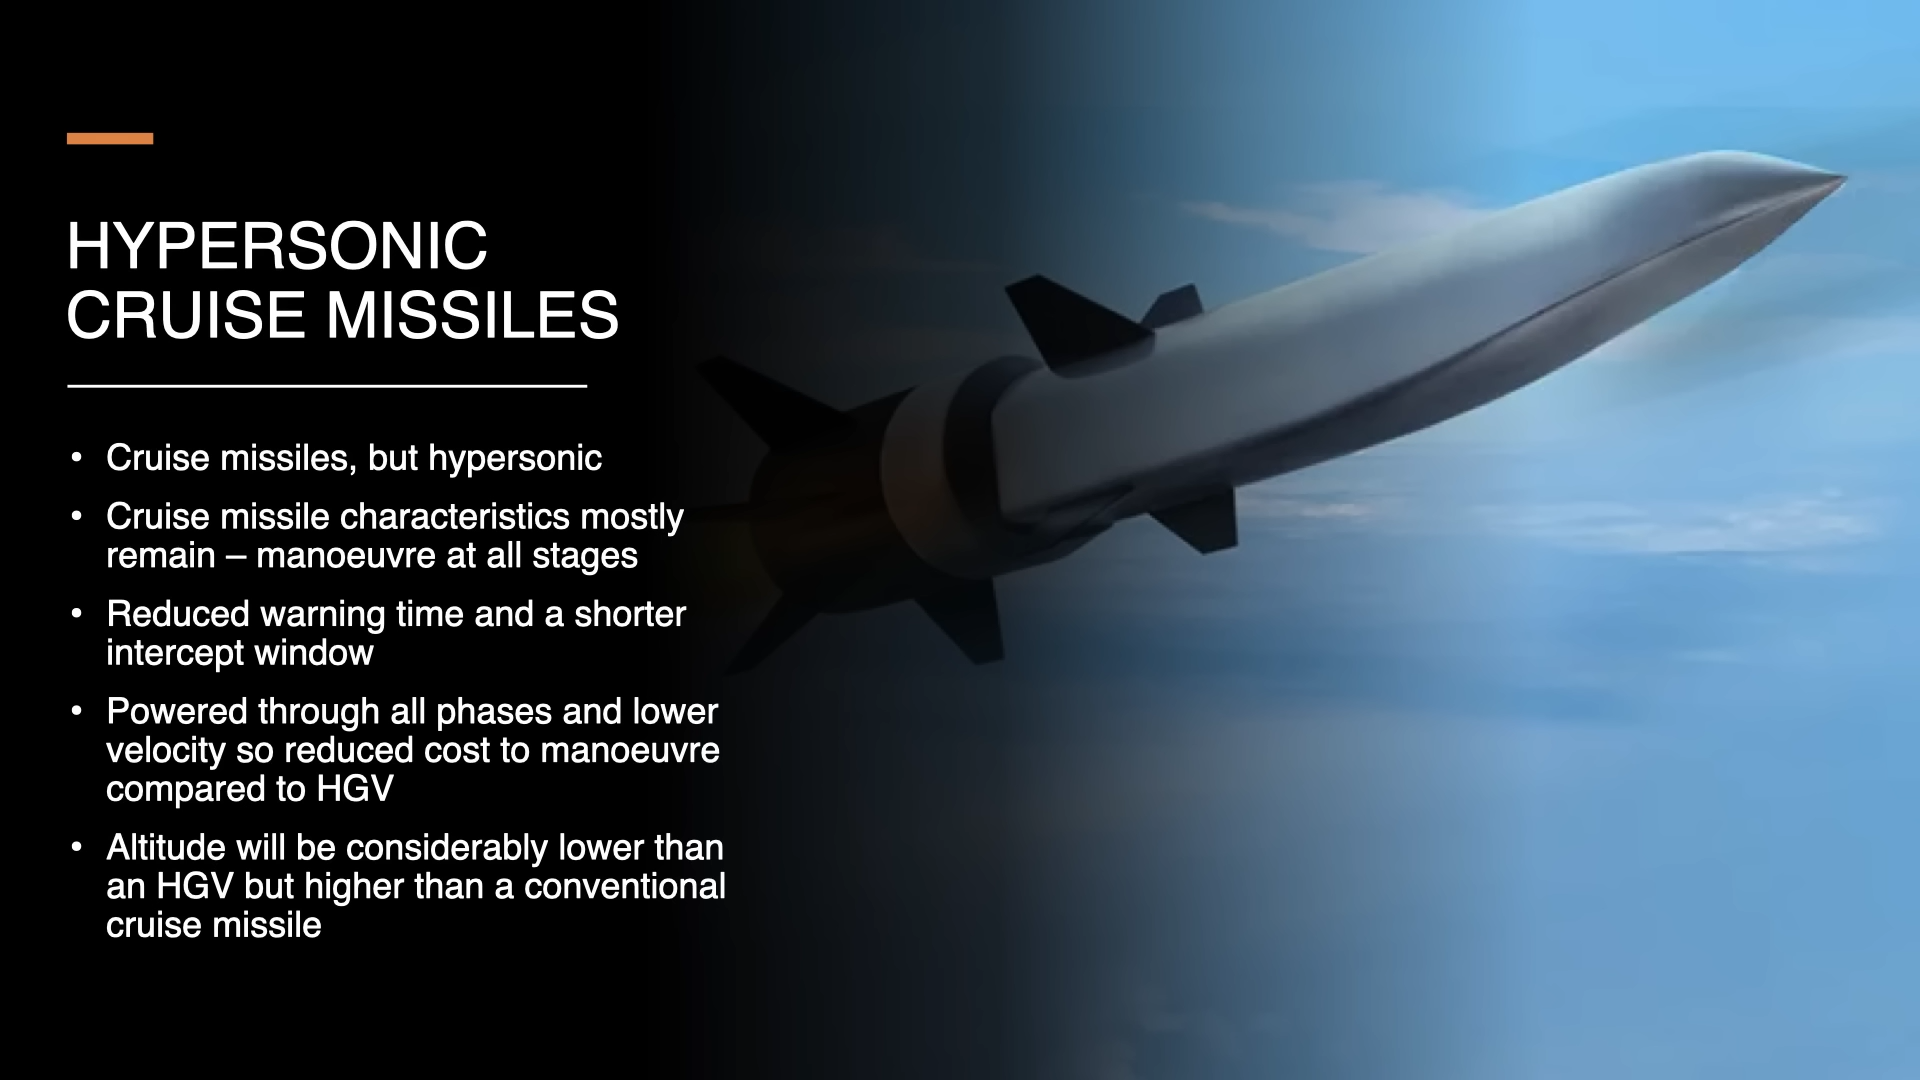 HYPERSONIC
CRUISE MISSILES
• Cruise missiles, but hypersonic
• Cruise missile characteristics mostly
remain – manoeuvre at all stages
• Reduced warning time and a shorter
intercept window
• Powered through all phases and lower
velocity so reduced cost to manoeuvre
compared to HGV
• Altitude will be considerably lower than
an HGV but higher than a conventional
cruise missile